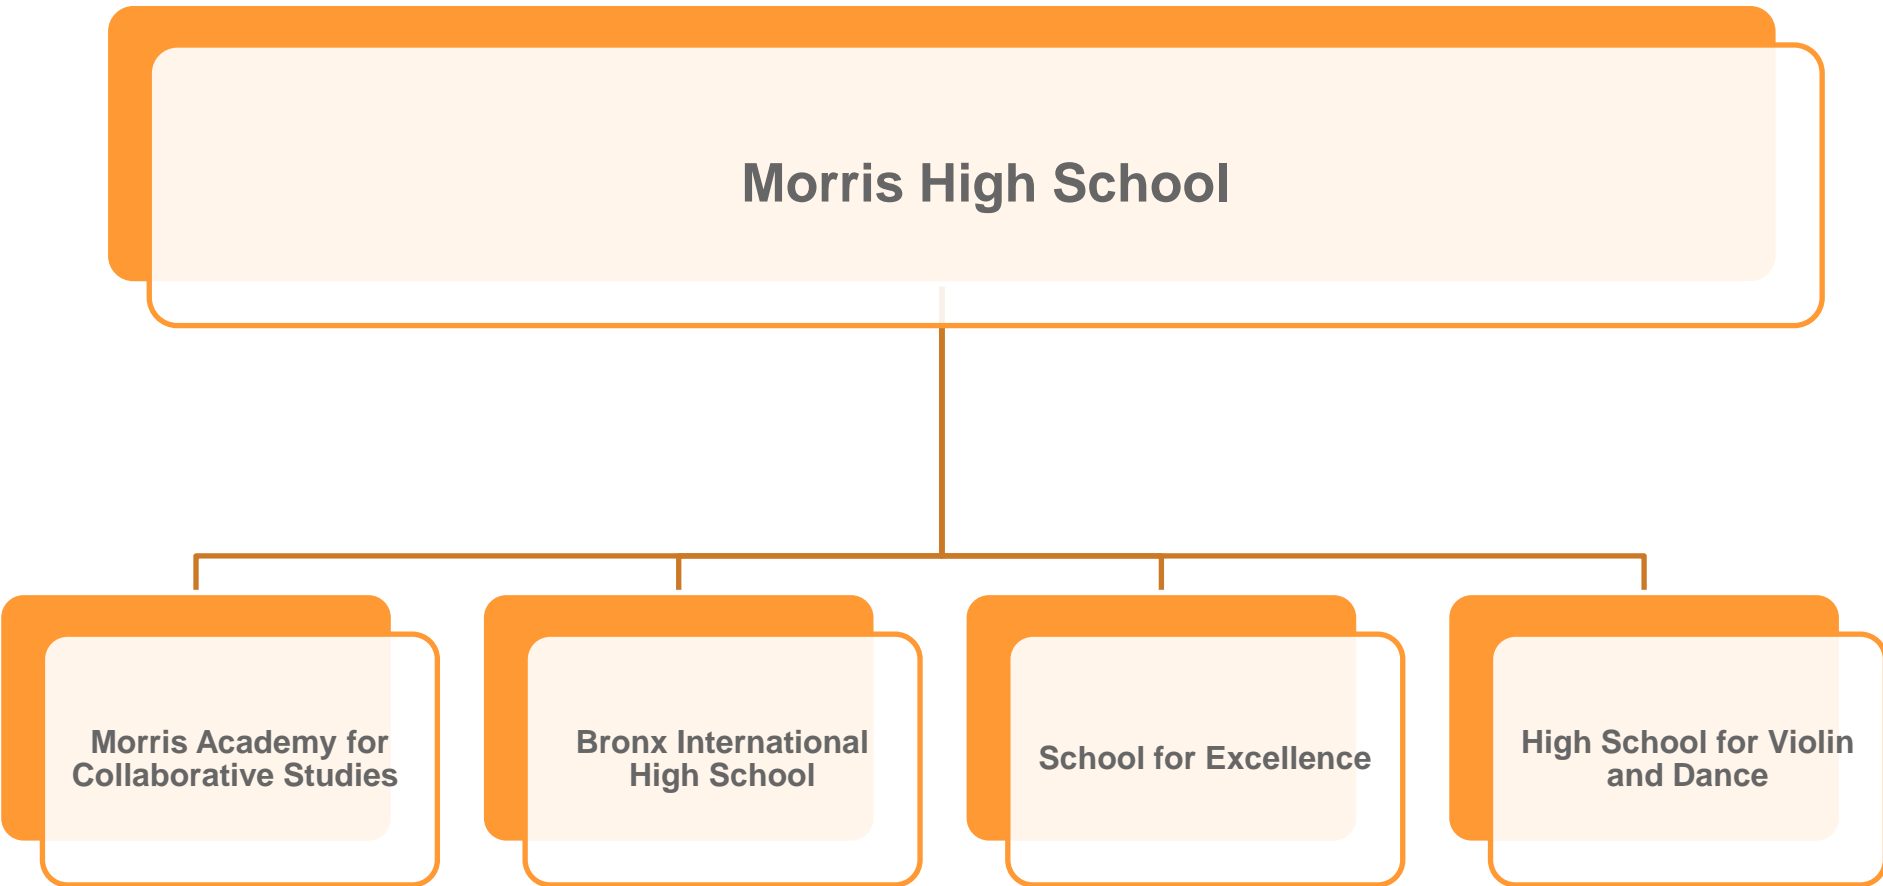 Morris High School
Morris Academy for
Collaborative Studies
Bronx International
High School
School for Excellence
High School for Violin
and Dance